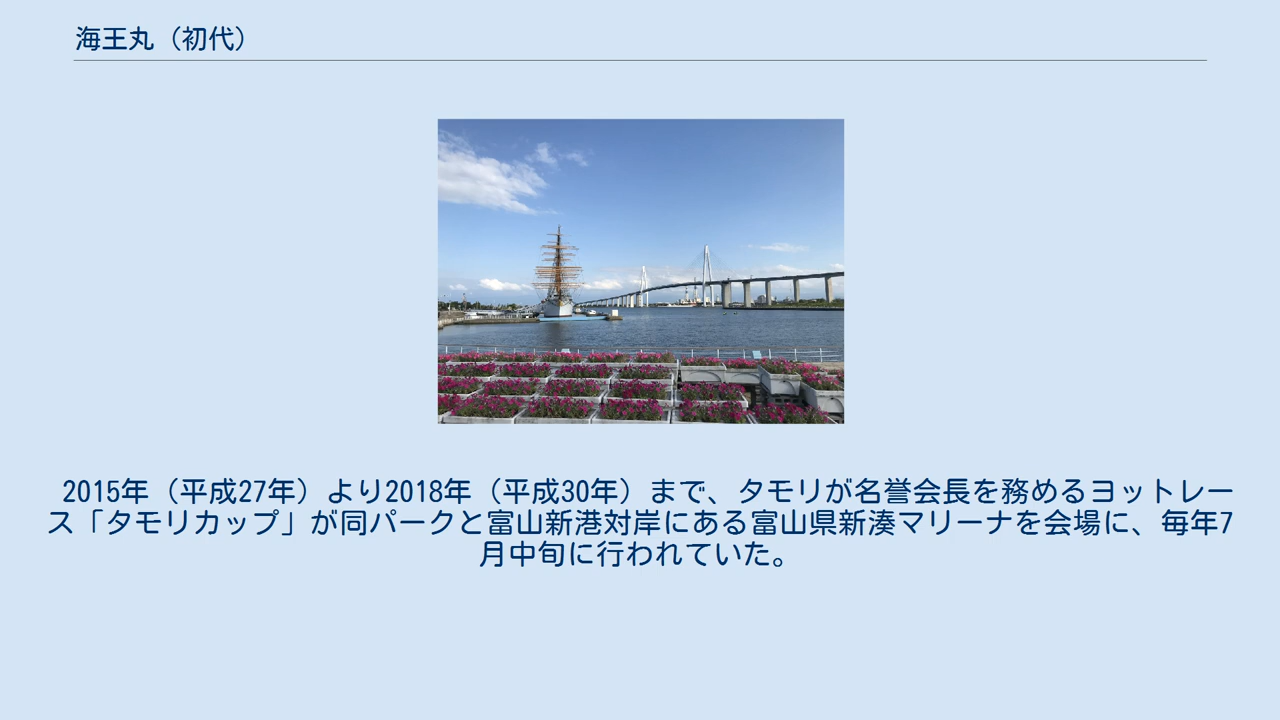 海王丸（初代）
2015年（平成27年）より2018年（平成30年）まで、タモリが名誉会長を務めるヨットレー
ス「タモリカップ」が同パークと富山新港対岸にある富山県新湊マリーナを会場に、毎年7
月中旬に行われていた。